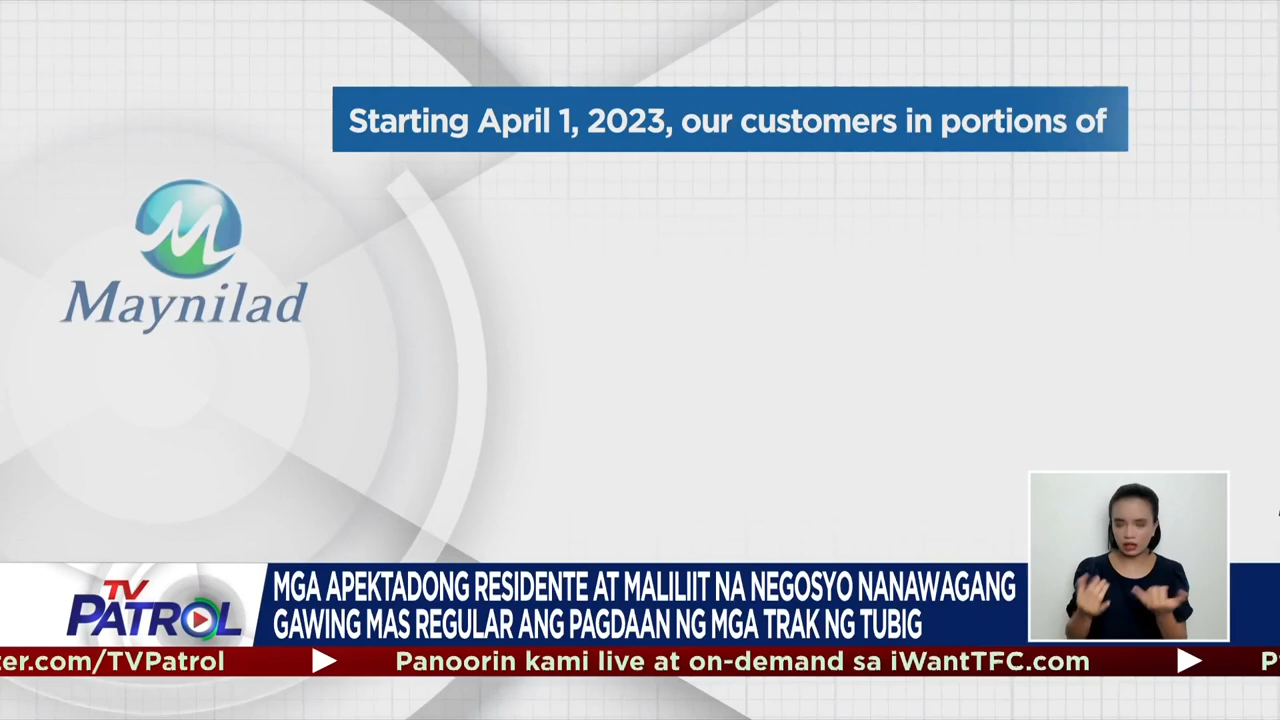 Starting April 1, 2023, our customers in portions of
Maynilad
TV
PATROL
MGA APEKTADONG RESIDENTE AT MALILIIT NA NEGOSYO NANAWAGANG
GAWING MAS REGULAR ANG PAGDAAN NG MGA TRAK NG TUBIG
ter.com/TVPatrol
Panoorin kami live at on-demand sa iWantTFC.com